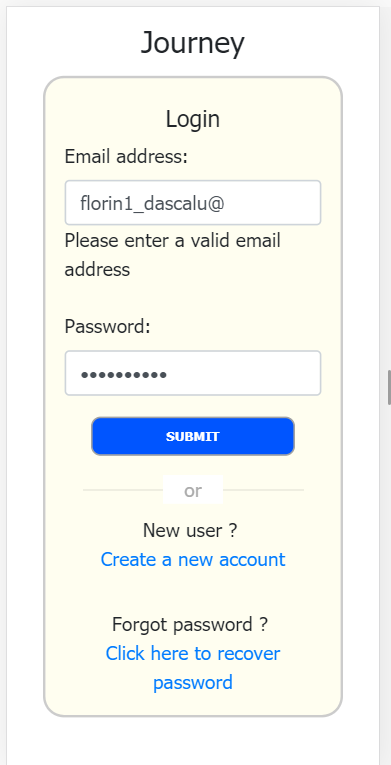 Journey
Login
Email address:
florin1_dascalu@
Please enter a valid email
address
Password:
••••••••••
SUBMIT
or
New user ?
Create a new account
Forgot password ?
Click here to recover
password